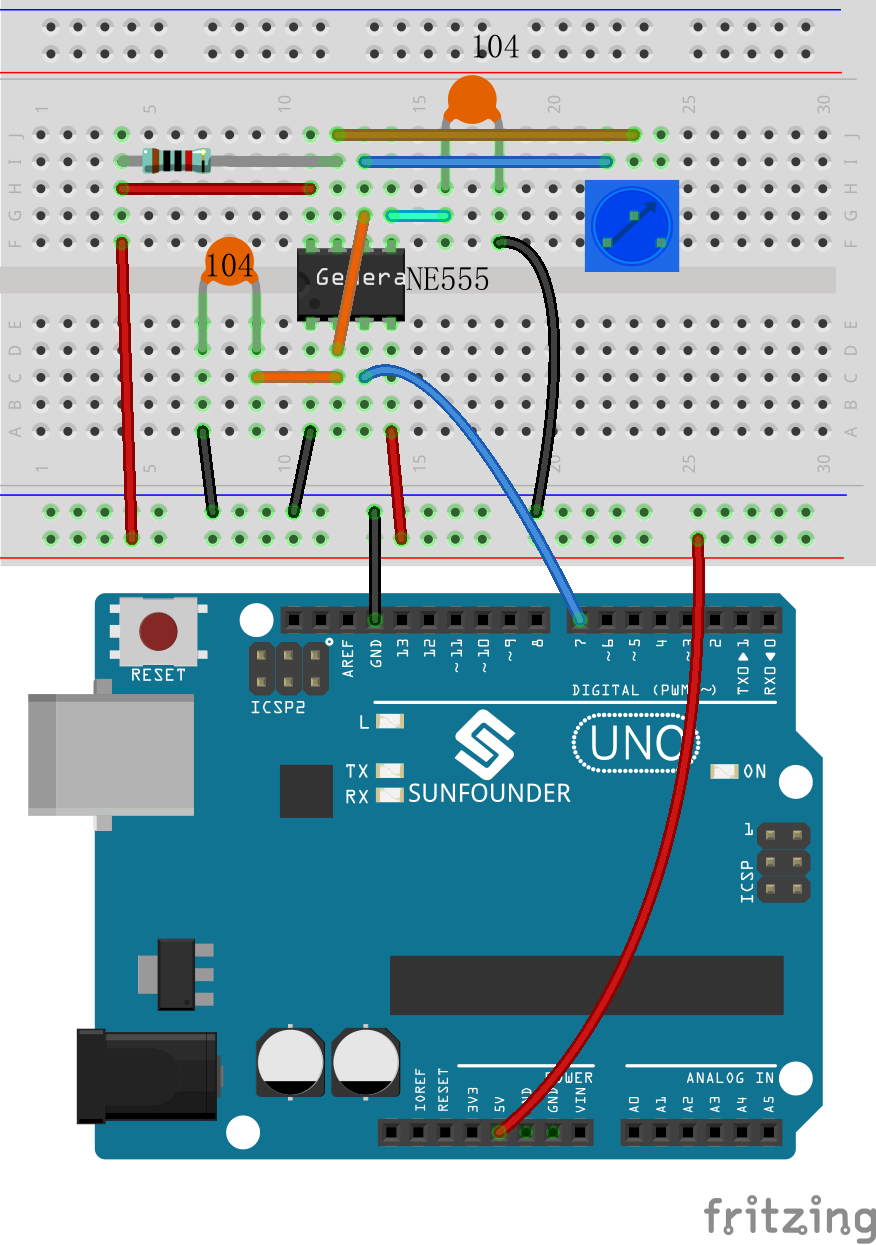 104
1 5 10 15 20 25 30
J
I
H
G
F
104
Genera
NE555
E
D
C
B
A
J
I
H
G
F
E
D
C
B
A
1 5 10 15 20 25 30
RESET
ICSP2
AREF
GND
13
12
~11
~10
~9
8
7
~6
~5
4
~3
2
TX0▶1
RX0◀0
DIGITAL (PWM ~)
L
TX
RX
SUNFOUNDER
UNO
ON
1
ICSP
IOREF
RESET
3V3
5V
ND
GND
VIN
POWER
ANALOG IN
A0
A1
A2
A3
A4
A5
fritzing